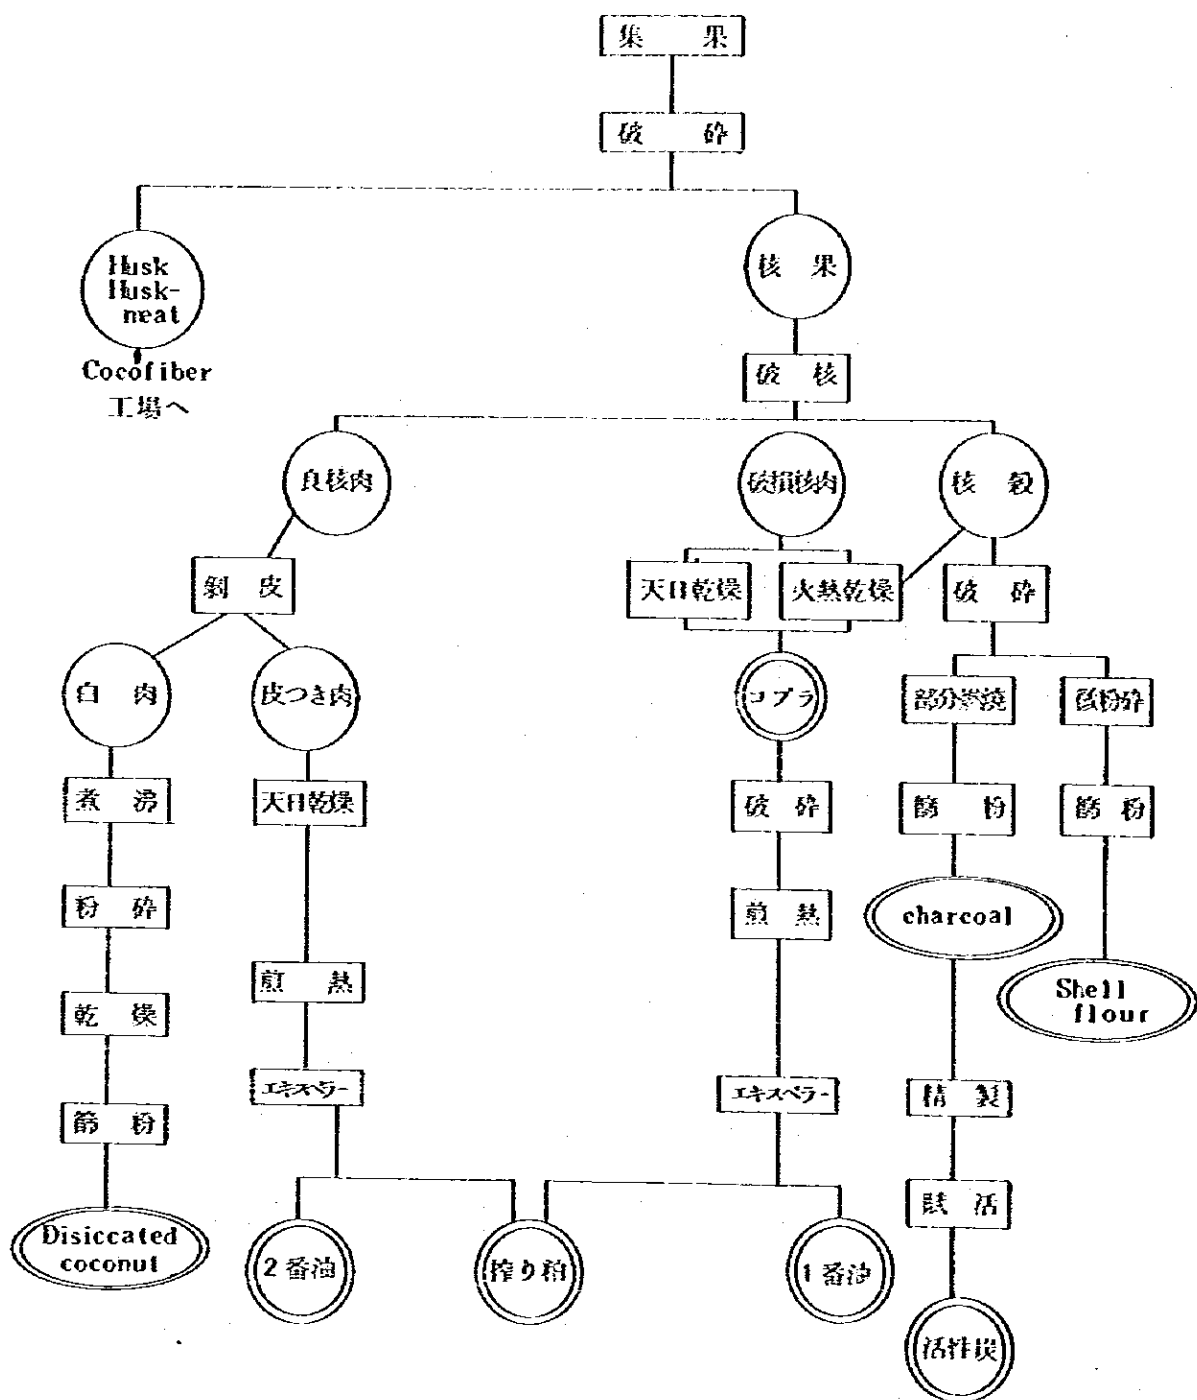 集 果
破 砕
Husk
Husk-
meat
Cocofiber
工場へ
核 果
破 核
良核肉
破損核肉
核 殻
剝 皮
天日乾燥
火熱乾燥
破 砕
白 肉
皮つき肉
コプラ
部分燃焼
微粉砕
煮 沸
天日乾燥
破 砕
篩 粉
篩 粉
粉 砕
煎 熱
charcoal
煎 熱
乾 燥
Shell
flour
エキスペラー
エキスペラー
精 製
篩 粉
賦 活
Disiccated
coconut
2番油
搾り粕
1番油
活性炭